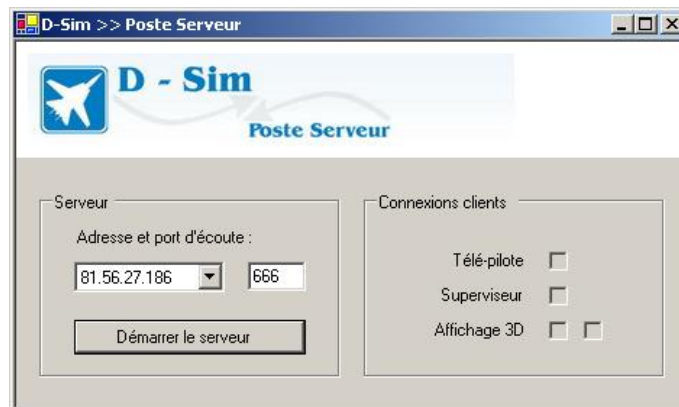 D-Sim >> Poste Serveur
D - Sim
Poste Serveur
Serveur
Adresse et port d'écoute :
81.56.27.186 666
Démarrer le serveur
Connexions clients
Télé-pilote
Superviseur
Affichage 3D